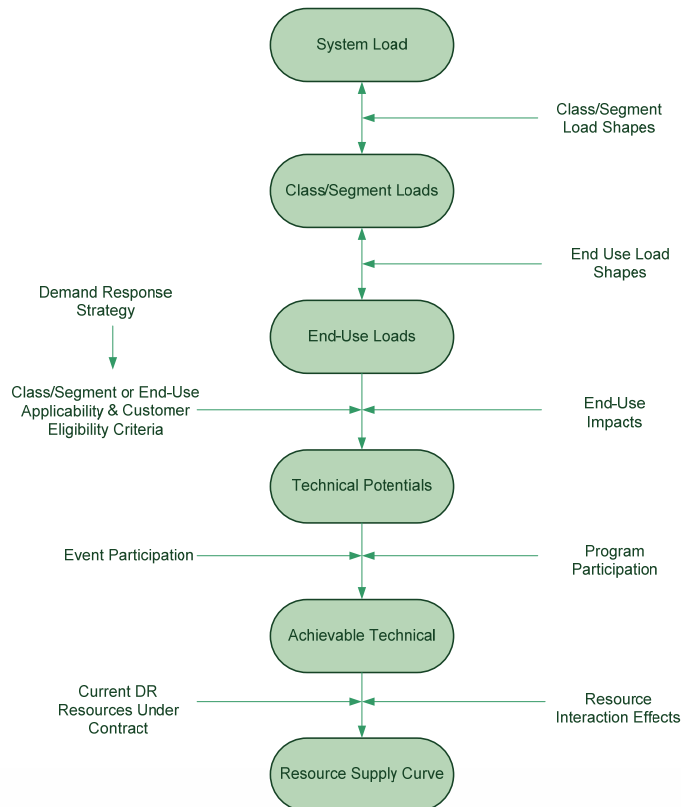 System Load
Class/Segment
Load Shapes
Class/Segment Loads
End Use Load
Shapes
Demand Response
Strategy
End-Use Loads
Class/Segment or End-Use
Applicability & Customer
Eligibility Criteria
End-Use
Impacts
Technical Potentials
Event Participation
Program
Participation
Achievable Technical
Current DR
Resources Under
Contract
Resource
Interaction Effects
Resource Supply Curve